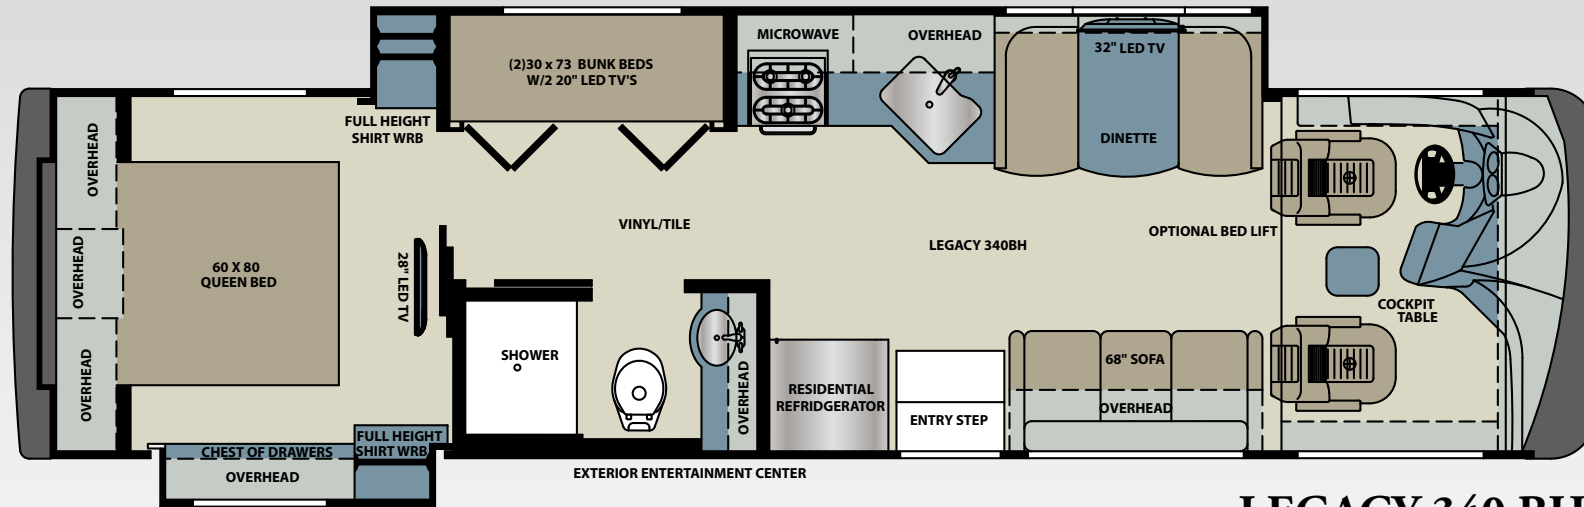 MICROWAVE
OVERHEAD
32" LED TV
(2)30 x 73 BUNK BEDS
W/2 20" LED TV'S
FULL HEIGHT
SHIRT WRB
DINETTE
OVERHEAD
OVERHEAD
OVERHEAD
60 X 80
QUEEN BED
28" LED TV
VINYL/TILE
LEGACY 340BH
OPTIONAL BED LIFT
COCKPIT
TABLE
SHOWER
OVERHEAD
RESIDENTIAL
REFRIDGERATOR
ENTRY STEP
68" SOFA
OVERHEAD
CHEST OF DRAWERS
OVERHEAD
FULL HEIGHT
SHIRT WRB
EXTERIOR ENTERTAINMENT CENTER
LEGACY 340 BH